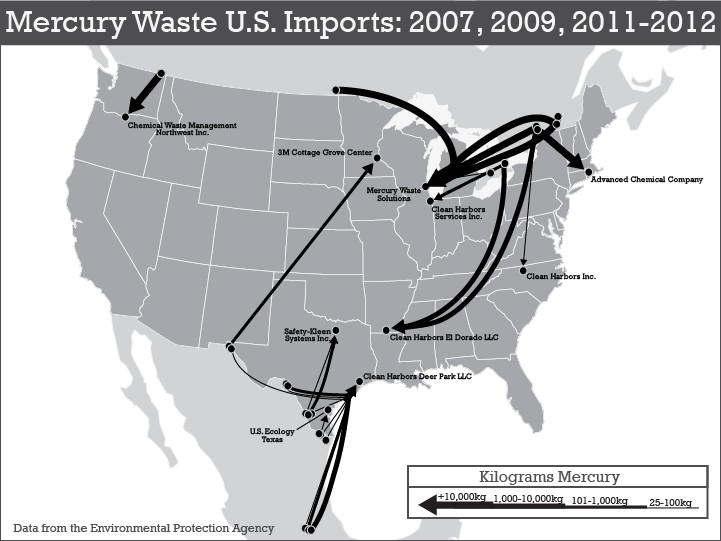 Mercury Waste U.S. Imports: 2007, 2009, 2011-2012
Chemical Waste Management
Northwest Inc.
3M Cottage Grove Center
Mercury Waste
Solutions
Advanced Chemical Company
Clean Harbors
Services Inc.
Clean Harbors Inc.
Safety-Kleen
Systems Inc.
Clean Harbors El Dorado LLC
Clean Harbors Deer Park LLC
U.S. Ecology
Texas
Kilograms Mercury
+10,000kg 1,000-10,000kg 101-1,000kg 25-100kg
Data from the Environmental Protection Agency